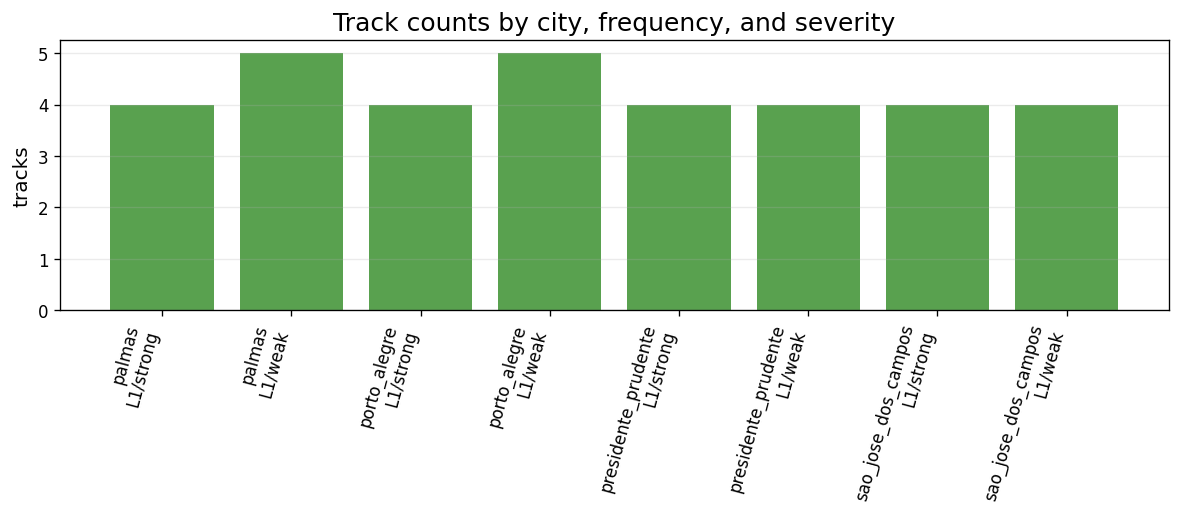 Track counts by city, frequency, and severity
tracks
5
4
3
2
1
0
palmas
L1/strong
palmas
L1/weak
porto_alegre
L1/strong
porto_alegre
L1/weak
presidente_prudente
L1/strong
presidente_prudente
L1/weak
sao_jose_dos_campos
L1/strong
sao_jose_dos_campos
L1/weak